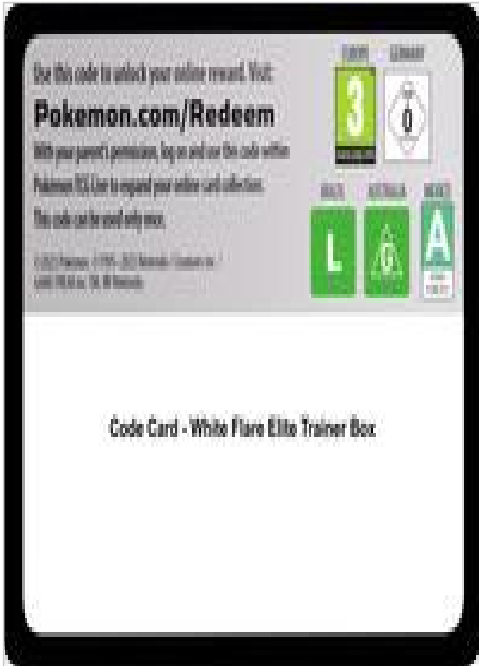 Use this code to unlock your online reward. Visit:
Pokemon.com/Redeem
With your parent's permission, log on and use this code within
Pokémon TCG Live to expand your online card collection.
This code can be used only once.
EUROPE GERMANY
3
0
BRAZIL AUSTRALIA MEXICO
L G A
Code Card - White Flare Elite Trainer Box